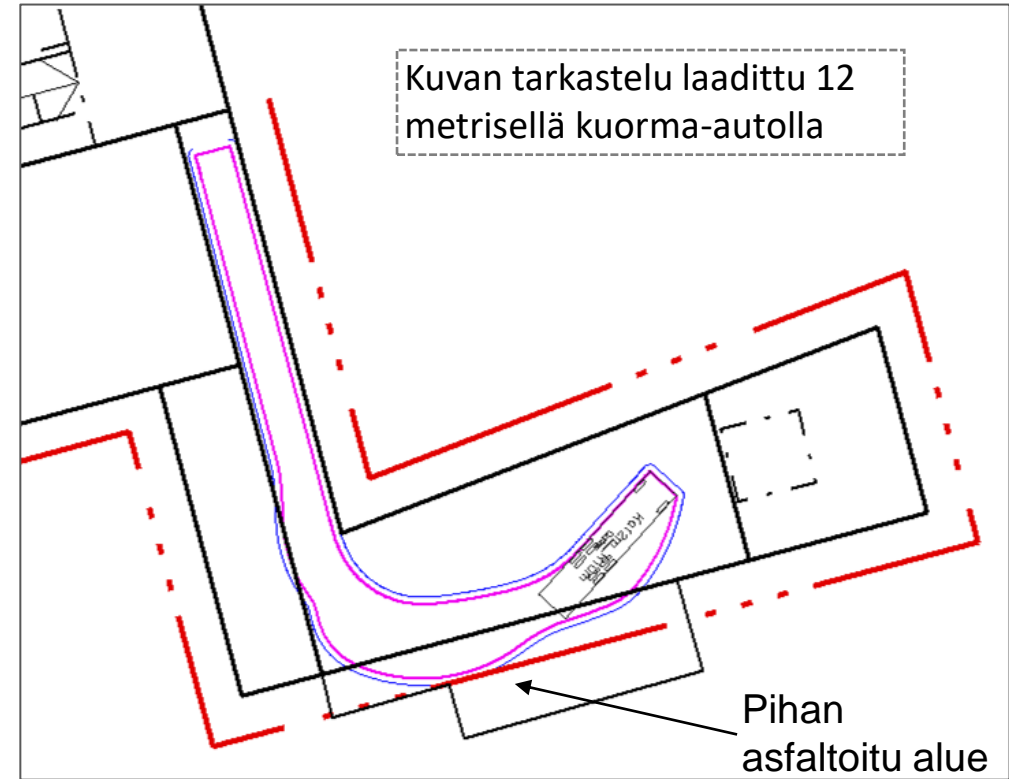 Kuvan tarkastelu laadittu 12
metrisellä kuorma-autolla
Pihan
asfaltoitu alue